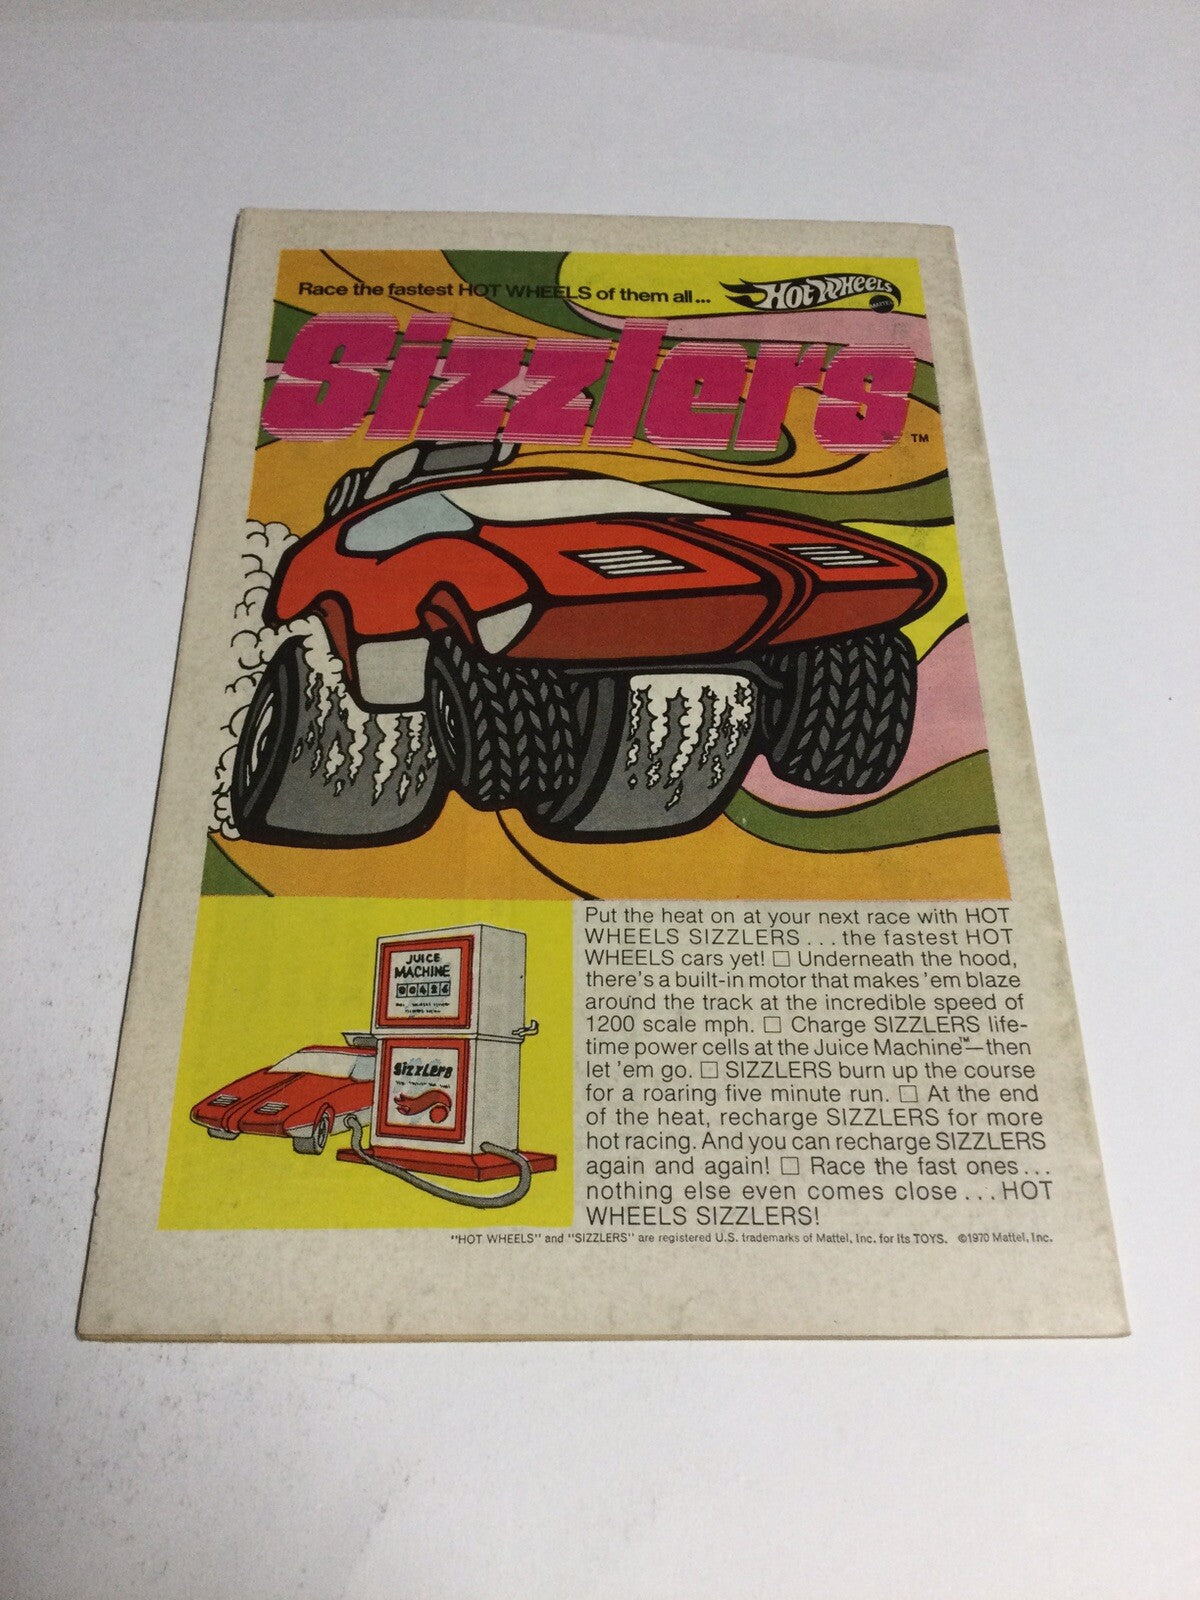 Race the fastest HOT WHEELS of them all...
Hot Wheels
MATTEL
Sizzlers™
JUICE
MACHINE
00426
Sizzlers
Put the heat on at your next race with HOT
WHEELS SIZZLERS . . . the fastest HOT
WHEELS cars yet! □ Underneath the hood,
there's a built-in motor that makes 'em blaze
around the track at the incredible speed of
1200 scale mph. □ Charge SIZZLERS life-
time power cells at the Juice Machine™—then
let 'em go. □ SIZZLERS burn up the course
for a roaring five minute run. □ At the end
of the heat, recharge SIZZLERS for more
hot racing. And you can recharge SIZZLERS
again and again! □ Race the fast ones...
nothing else even comes close . . . HOT
WHEELS SIZZLERS!
"HOT WHEELS" and "SIZZLERS" are registered U.S. trademarks of Mattel, Inc. for Its TOYS. ©1970 Mattel, Inc.